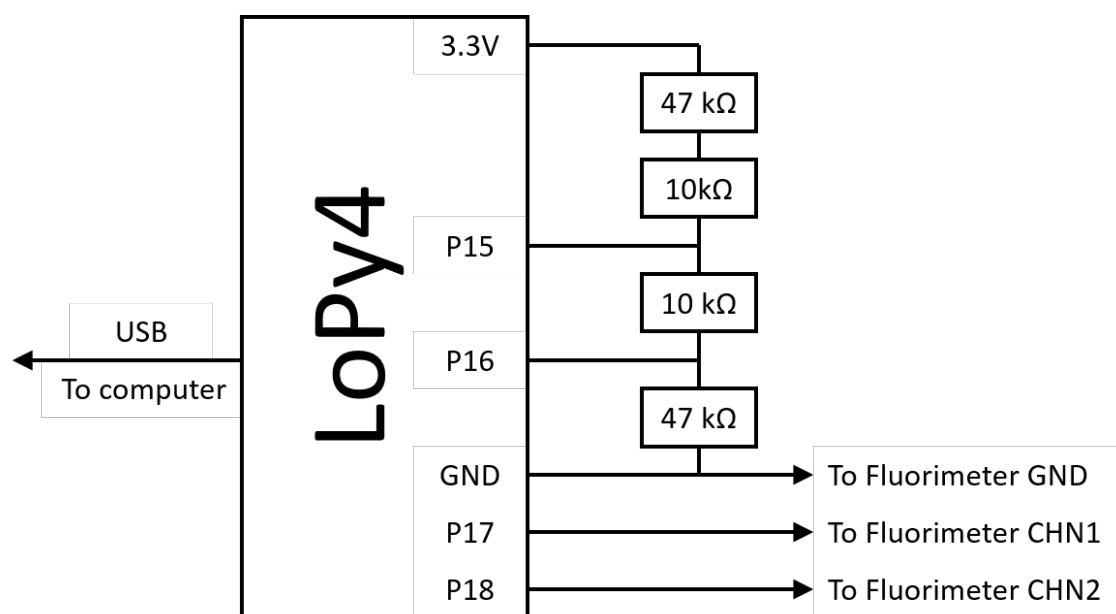 3.3V
47 kΩ
10kΩ
P15
10 kΩ
LoPy4
USB
To computer
P16
47 kΩ
GND
To Fluorimeter GND
P17
To Fluorimeter CHN1
P18
To Fluorimeter CHN2